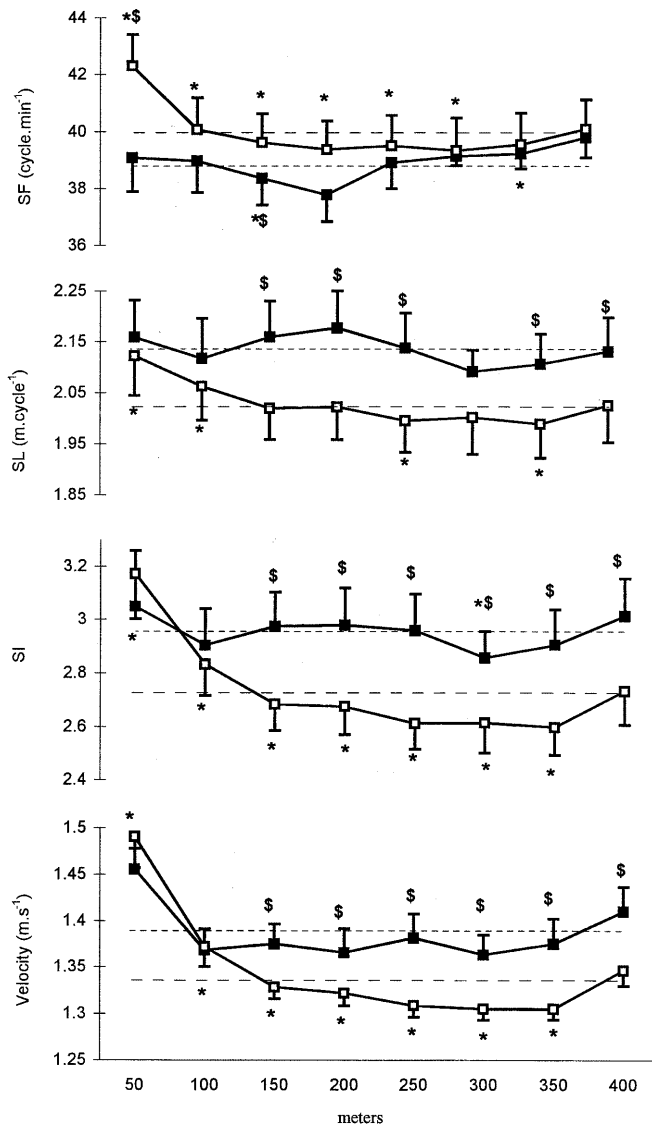 *$
44
42
* * * * *
40
38
*
*$
36
SF (cycle.min⁻¹)
2.25
$ $ $ $ $
2.15
2.05
* *
1.95
* *
1.85
SL (m.cycle⁻¹)
3.2
$ $ $ *$ $ $
3
*
2.8
*
2.6
* * * * *
2.4
SI
*
1.5
1.45
$ $ $ $ $ $
1.4
1.35
*
1.3
* * * * *
1.25
Velocity (m.s⁻¹)
50 100 150 200 250 300 350 400
meters